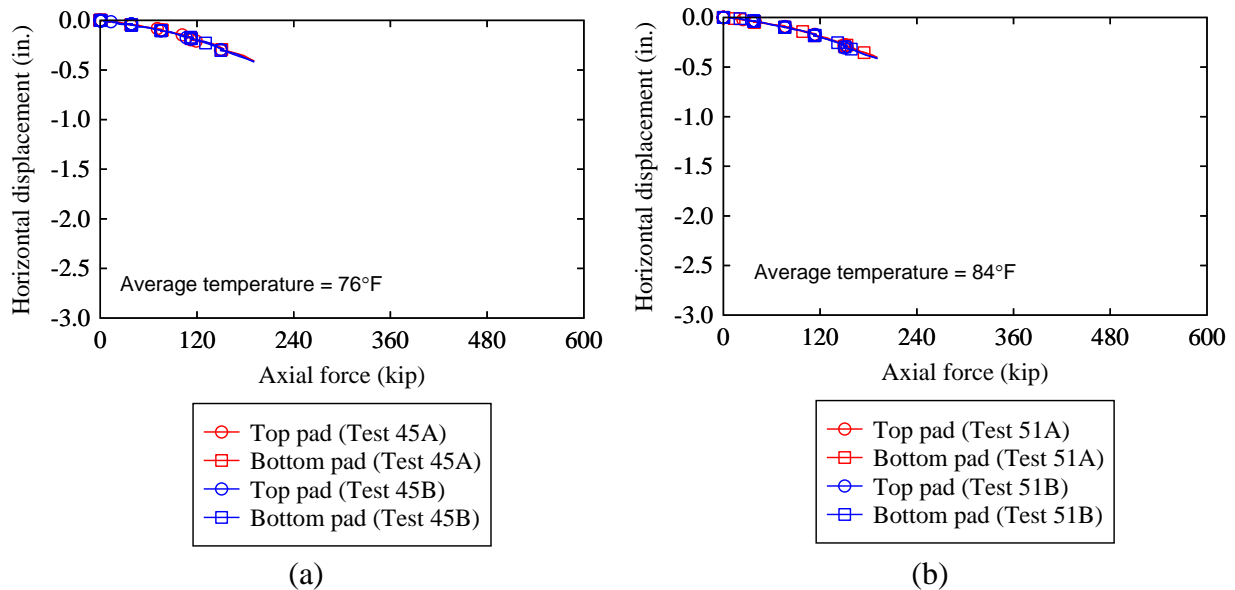 0.0
-0.5
-1.0
-1.5
-2.0
-2.5
-3.0
Horizontal displacement (in.)
Average temperature = 76°F
0 120 240 360 480 600
Axial force (kip)
Top pad (Test 45A)
Bottom pad (Test 45A)
Top pad (Test 45B)
Bottom pad (Test 45B)
(a)
0.0
-0.5
-1.0
-1.5
-2.0
-2.5
-3.0
Horizontal displacement (in.)
Average temperature = 84°F
0 120 240 360 480 600
Axial force (kip)
Top pad (Test 51A)
Bottom pad (Test 51A)
Top pad (Test 51B)
Bottom pad (Test 51B)
(b)